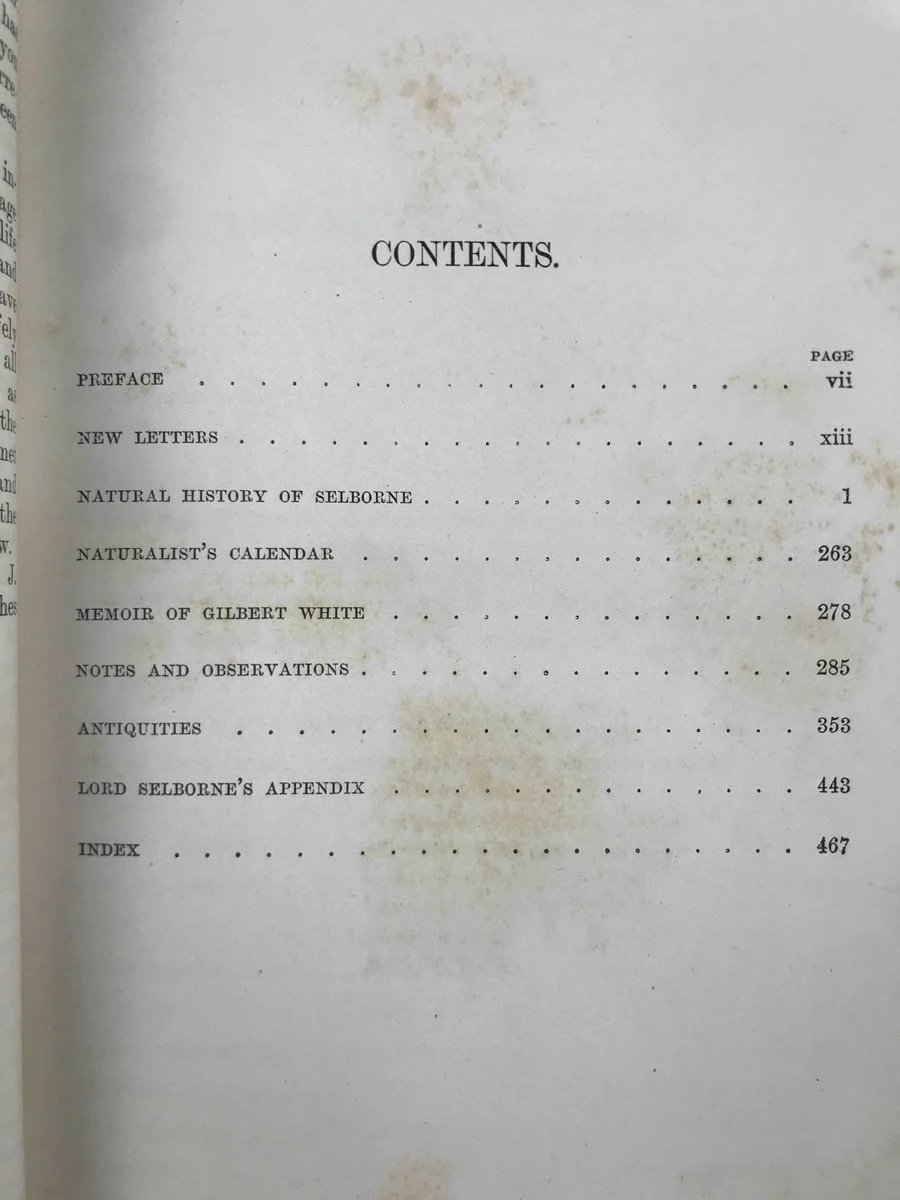 CONTENTS.
PAGE
PREFACE . . . . . . . . . . . . . . . . . . . . vii
NEW LETTERS . . . . . . . . . . . . . . . . . . . xiii
NATURAL HISTORY OF SELBORNE . . . . . . . . . . . . . 1
NATURALIST'S CALENDAR . . . . . . . . . . . . . . . 263
MEMOIR OF GILBERT WHITE . . . . . . . . . . . . . . 278
NOTES AND OBSERVATIONS . . . . . . . . . . . . . . . 285
ANTIQUITIES . . . . . . . . . . . . . . . . . . . 353
LORD SELBORNE'S APPENDIX . . . . . . . . . . . . . . 443
INDEX . . . . . . . . . . . . . . . . . . . . . 467